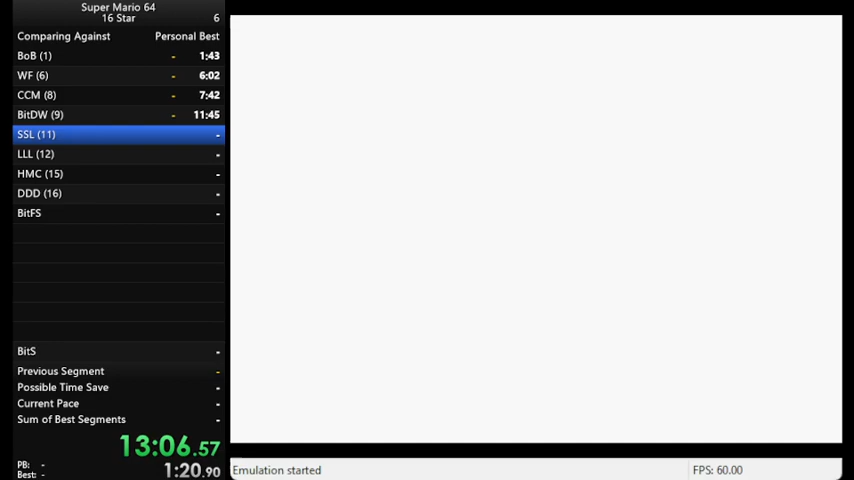 Super Mario 64
16 Star 6
Comparing Against Personal Best
BoB (1) - 1:43
WF (6) - 6:02
CCM (8) - 7:42
BitDW (9) - 11:45
SSL (11) -
LLL (12) -
HMC (15) -
DDD (16) -
BitFS -
BitS -
Previous Segment -
Possible Time Save -
Current Pace -
Sum of Best Segments -
13:06.57
PB: -
Best: - 1:20.90
Emulation started FPS: 60.00